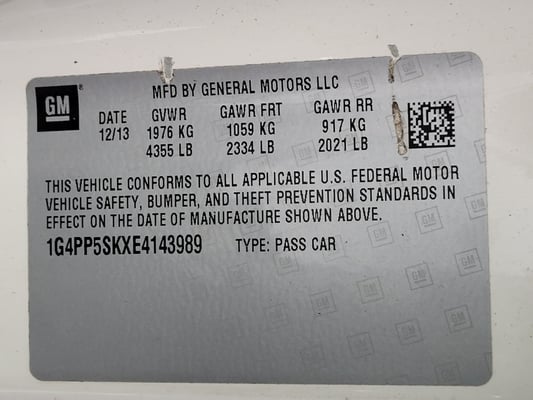 MFD BY GENERAL MOTORS LLC
GM
DATE GVWR GAWR FRT GAWR RR
12/13 1976 KG 1059 KG 917 KG
4355 LB 2334 LB 2021 LB
THIS VEHICLE CONFORMS TO ALL APPLICABLE U.S. FEDERAL MOTOR
VEHICLE SAFETY, BUMPER, AND THEFT PREVENTION STANDARDS IN
EFFECT ON THE DATE OF MANUFACTURE SHOWN ABOVE.
1G4PP5SKXE4143989 TYPE: PASS CAR